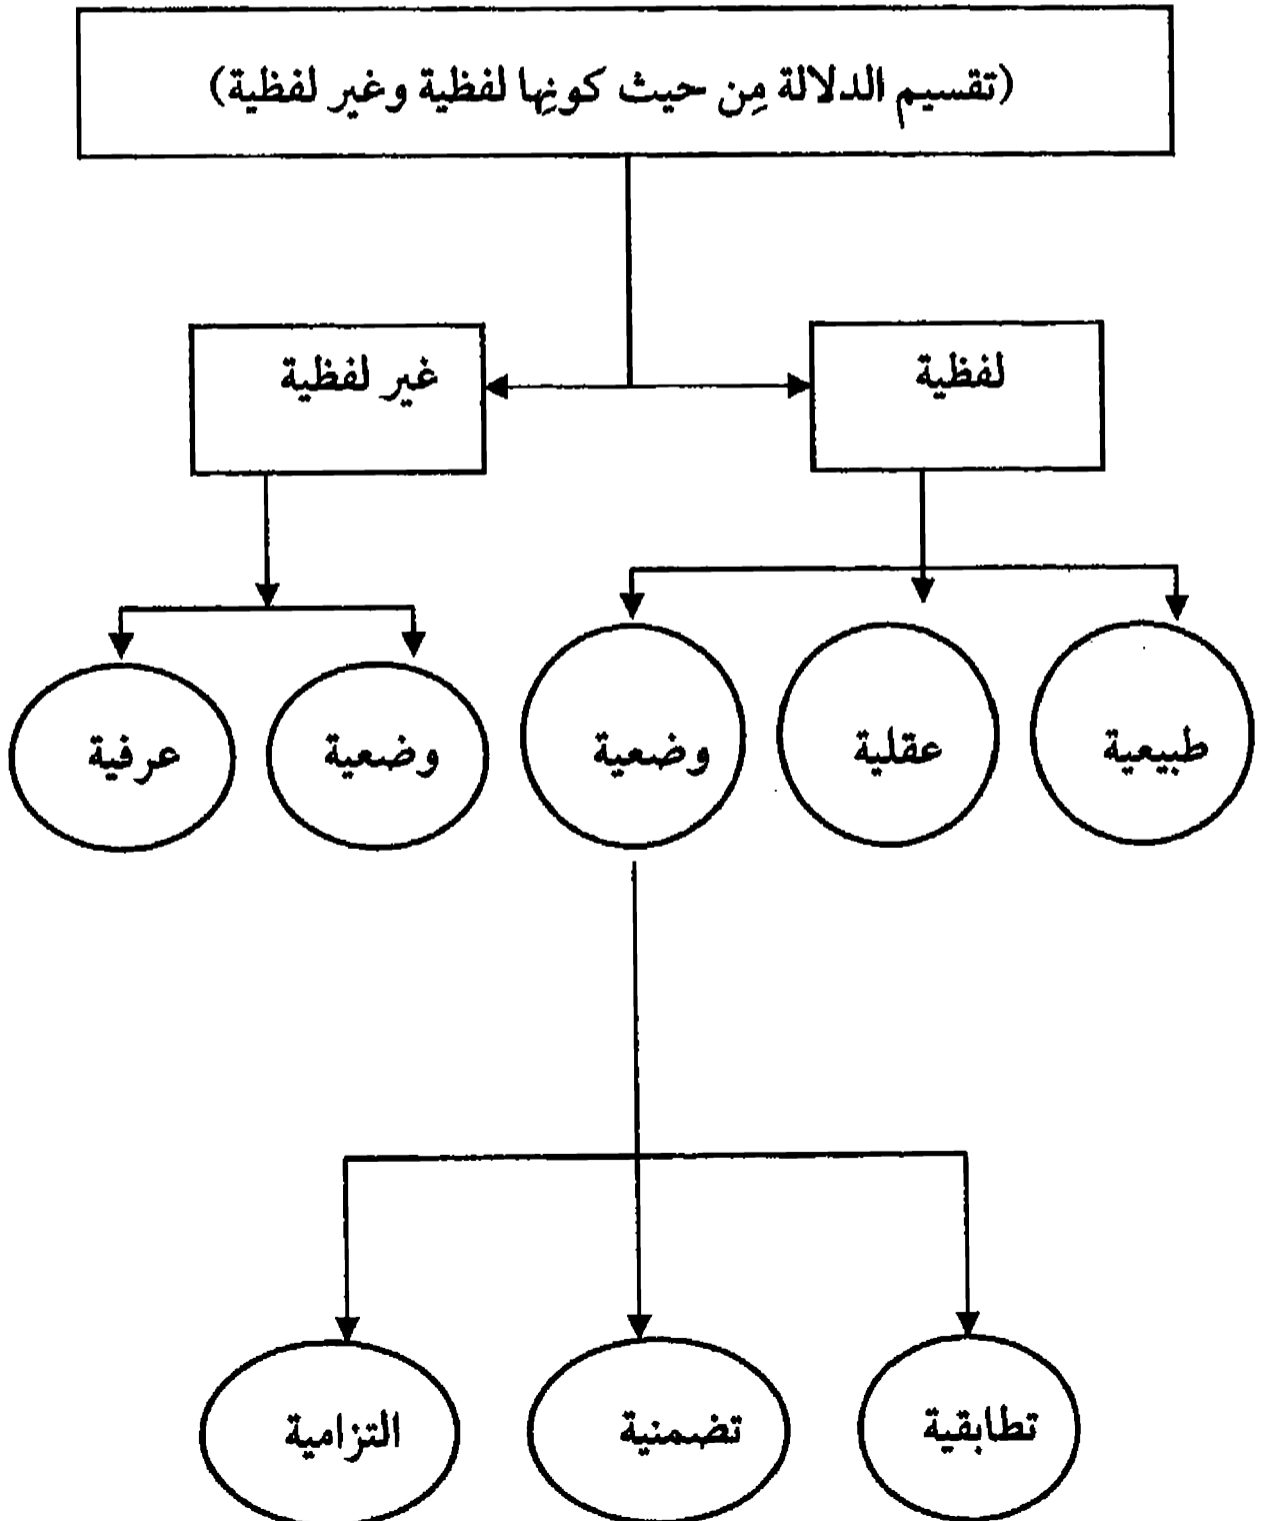 (تقسيم الدلالة مِن حيث كونِها لفظية وغير لفظية)
لفظية
غير لفظية
طبيعية
عقلية
وضعية
وضعية
عرفية
تطابقية
تضمنية
التزامية